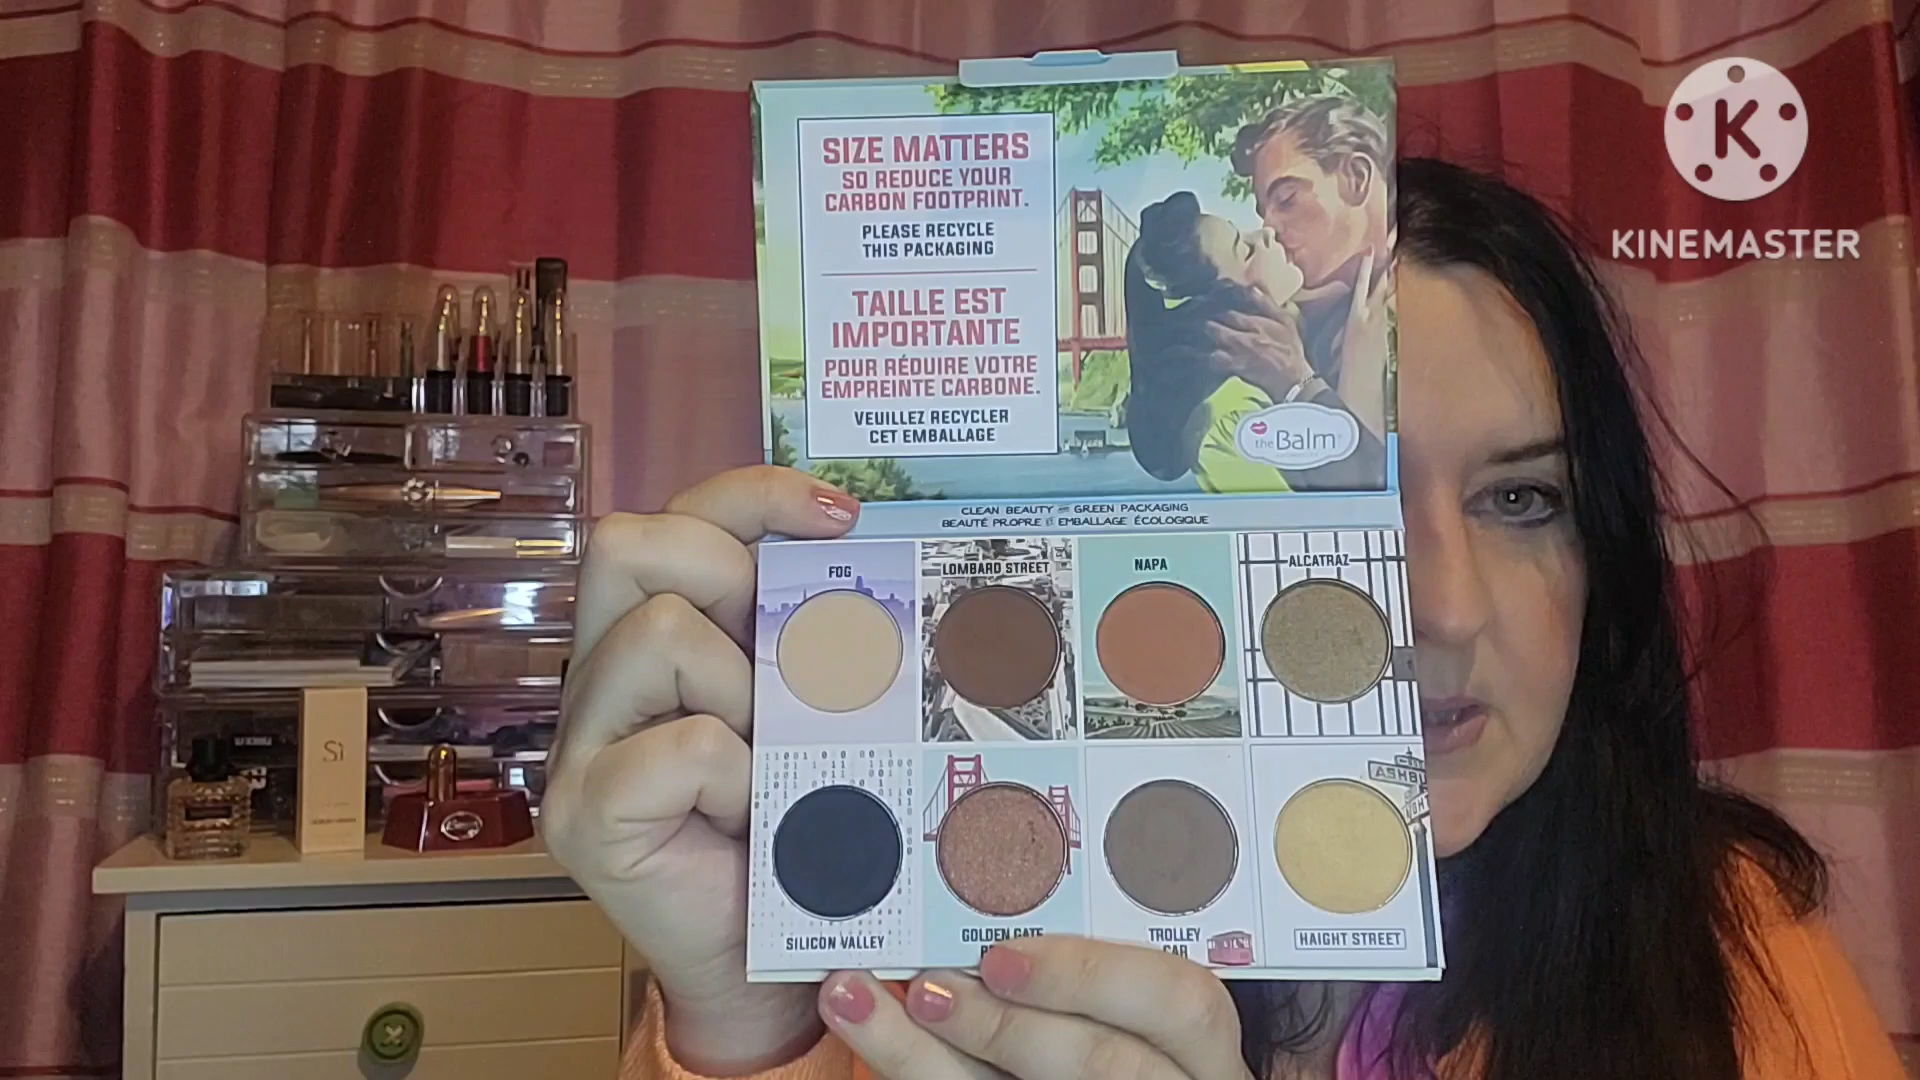 SIZE MATTERS
SO REDUCE YOUR
CARBON FOOTPRINT.
PLEASE RECYCLE
THIS PACKAGING
TAILLE EST
IMPORTANTE
POUR RÉDUIRE VOTRE
EMPREINTE CARBONE.
VEUILLEZ RECYCLER
CET EMBALLAGE
theBalm
CLEAN BEAUTY GREEN PACKAGING
BEAUTÉ PROPRE EMBALLAGE ÉCOLOGIQUE
FOG
LOMBARD STREET
NAPA
ALCATRAZ
ASHBU
SILICON VALLEY
GOLDEN GATE
TROLLEY
CAR
HAIGHT STREET
Sì
K
KINEMASTER